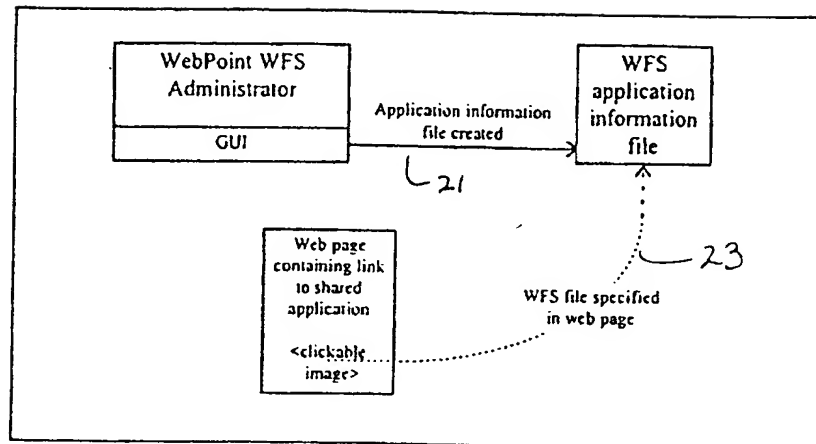 WebPoint WFS
Administrator
GUI
Application information
file created
21
WFS
application
information
file
Web page
containing link
to shared
application
<clickable
image>
23
WFS file specified
in web page